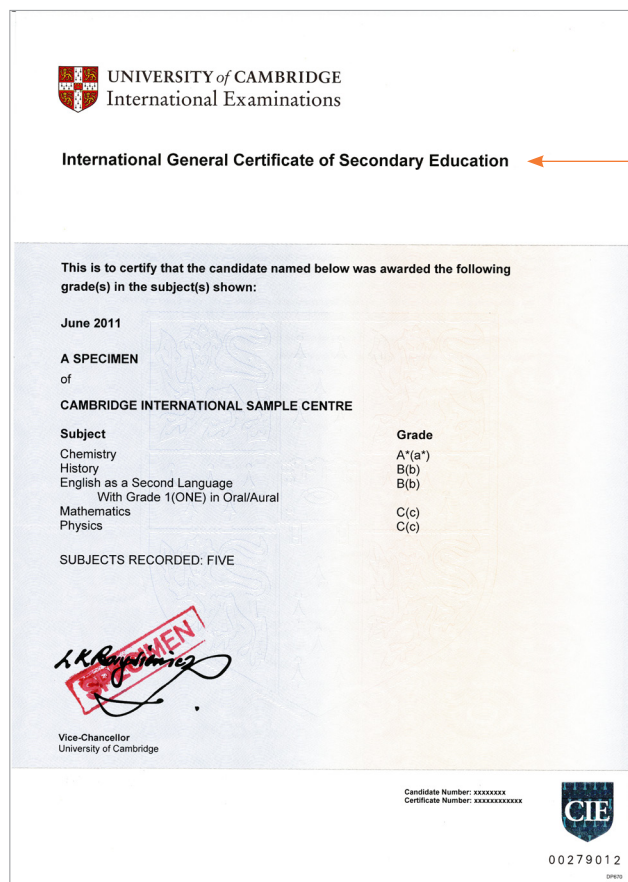 UNIVERSITY of CAMBRIDGE
International Examinations
International General Certificate of Secondary Education
This is to certify that the candidate named below was awarded the following
grade(s) in the subject(s) shown:
June 2011
A SPECIMEN
of
CAMBRIDGE INTERNATIONAL SAMPLE CENTRE
Subject Grade
Chemistry A*(a*)
History B(b)
English as a Second Language B(b)
With Grade 1(ONE) in Oral/Aural
Mathematics C(c)
Physics C(c)
SUBJECTS RECORDED: FIVE
SPECIMEN
Vice-Chancellor
University of Cambridge
Candidate Number: xxxxxxxx
Certificate Number: xxxxxxxxxxxx
CIE
00279012
DP670